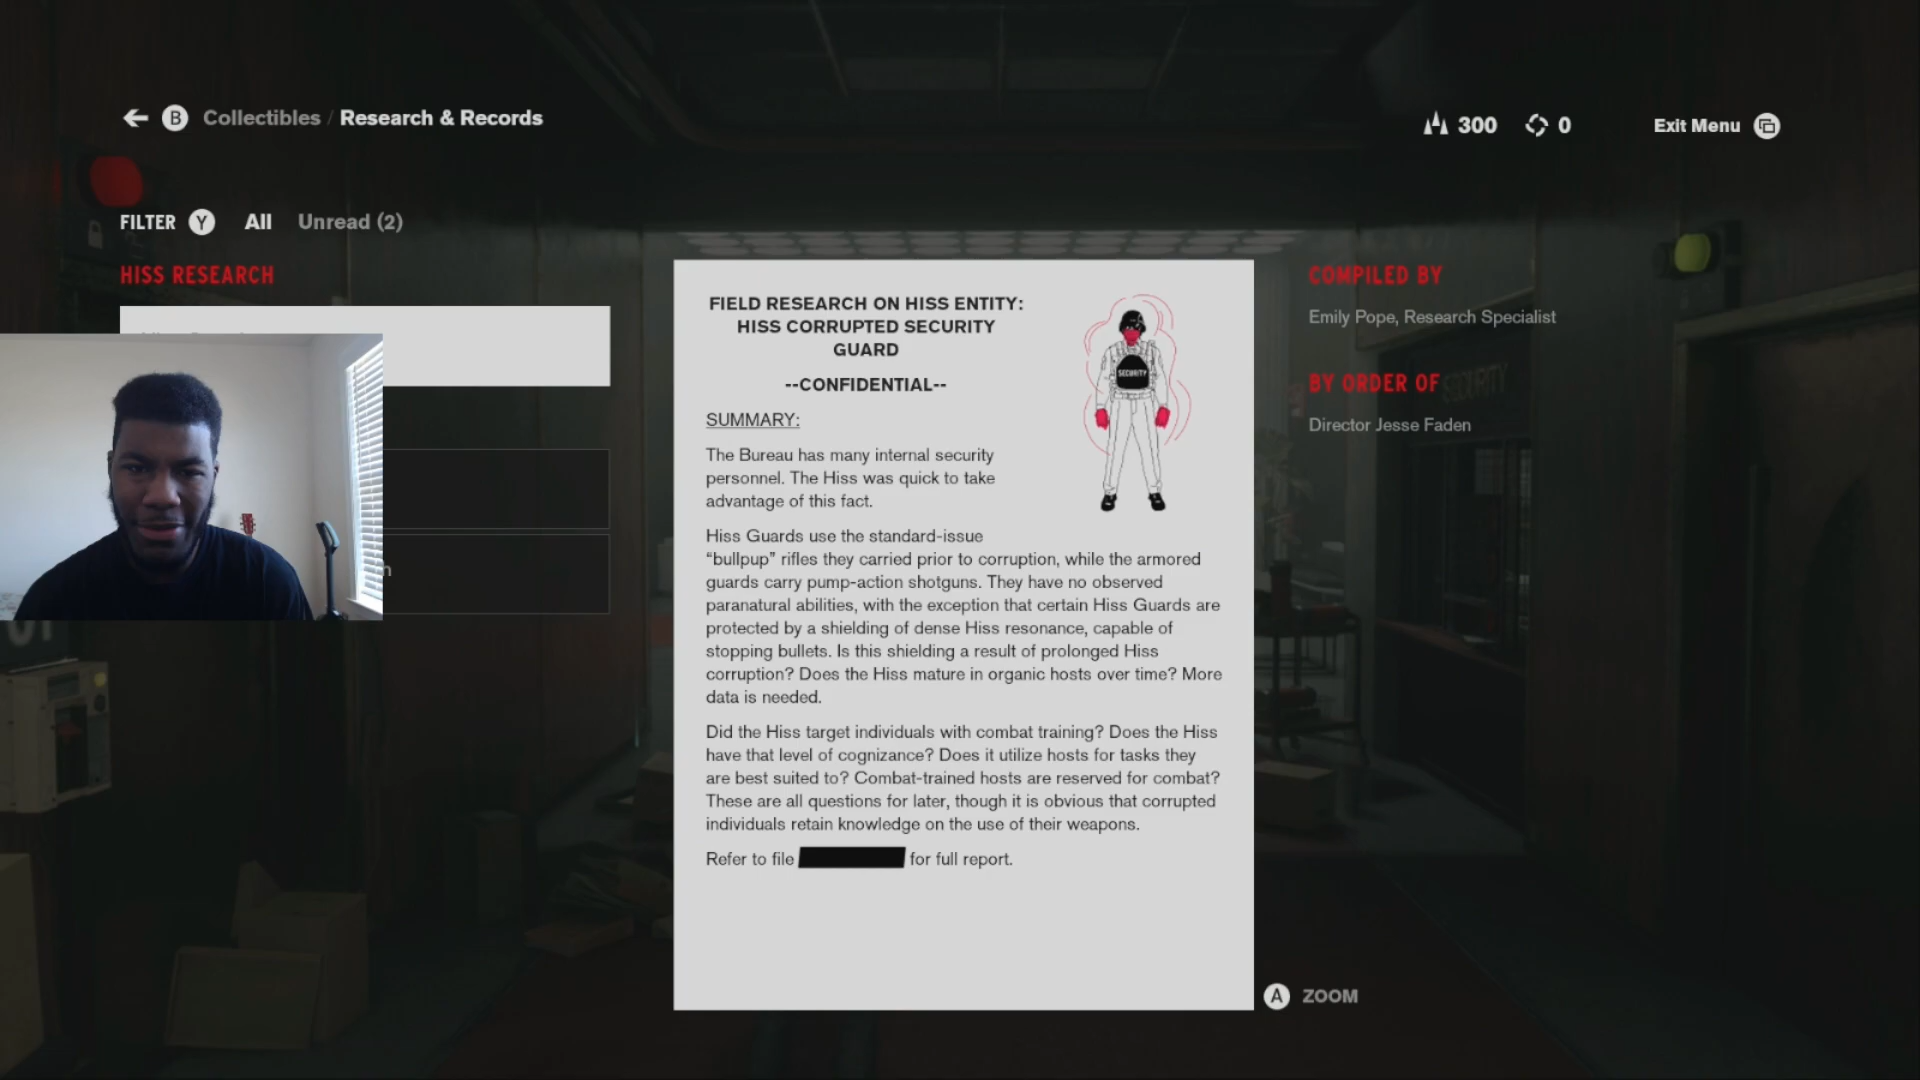 B Collectibles / Research & Records
300 0 Exit Menu
FILTER Y All Unread (2)
HISS RESEARCH
FIELD RESEARCH ON HISS ENTITY:
HISS CORRUPTED SECURITY
GUARD
--CONFIDENTIAL--
SUMMARY:
The Bureau has many internal security
personnel. The Hiss was quick to take
advantage of this fact.
Hiss Guards use the standard-issue
“bullpup” rifles they carried prior to corruption, while the armored
guards carry pump-action shotguns. They have no observed
paranatural abilities, with the exception that certain Hiss Guards are
protected by a shielding of dense Hiss resonance, capable of
stopping bullets. Is this shielding a result of prolonged Hiss
corruption? Does the Hiss mature in organic hosts over time? More
data is needed.
Did the Hiss target individuals with combat training? Does the Hiss
have that level of cognizance? Does it utilize hosts for tasks they
are best suited to? Combat-trained hosts are reserved for combat?
These are all questions for later, though it is obvious that corrupted
individuals retain knowledge on the use of their weapons.
Refer to file for full report.
SECURITY
COMPILED BY
Emily Pope, Research Specialist
BY ORDER OF
SECURITY
Director Jesse Faden
A ZOOM